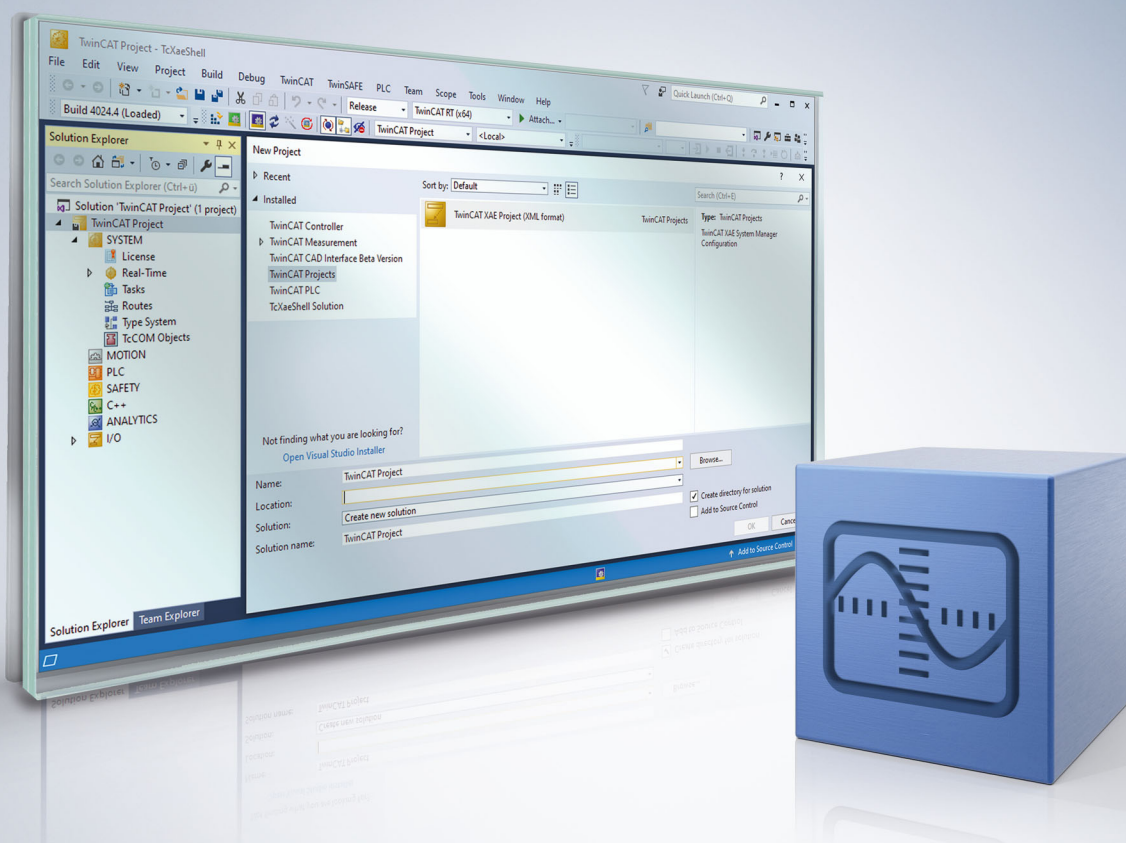 TwinCAT Project - TcXaeShell
File Edit View Project Build Debug TwinCAT TwinSAFE PLC Team Scope Tools Window Help
Quick Launch (Ctrl+Q)
Release TwinCAT RT (x64) Attach...
Build 4024.4 (Loaded) TwinCAT Project <Local>
Solution Explorer
Search Solution Explorer (Ctrl+ü)
Solution 'TwinCAT Project' (1 project)
TwinCAT Project
SYSTEM
License
Real-Time
Tasks
Routes
Type System
TcCOM Objects
MOTION
PLC
SAFETY
C++
ANALYTICS
I/O
Solution Explorer Team Explorer
New Project
? X
Recent
Installed
TwinCAT Controller
TwinCAT Measurement
TwinCAT CAD Interface Beta Version
TwinCAT Projects
TwinCAT PLC
TcXaeShell Solution
Not finding what you are looking for?
Open Visual Studio Installer
Sort by: Default
Search (Ctrl+E)
TwinCAT XAE Project (XML format) TwinCAT Projects
Type: TwinCAT Projects
TwinCAT XAE System Manager
Configuration
Name: TwinCAT Project
Location: Browse...
Solution: Create new solution
Solution name: TwinCAT Project
Create directory for solution
Add to Source Control
OK Cance
Add to Source Control